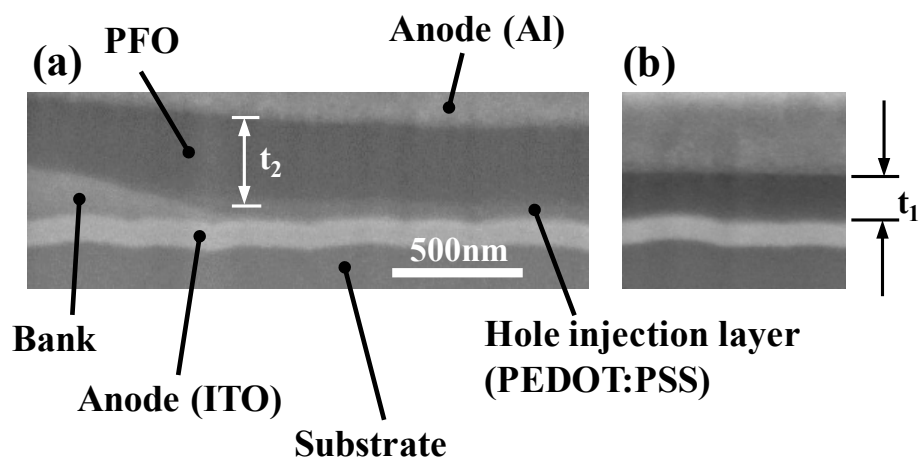 (a)
PFO
Anode (Al)
(b)
t2
t1
500nm
Bank
Anode (ITO)
Substrate
Hole injection layer
(PEDOT:PSS)